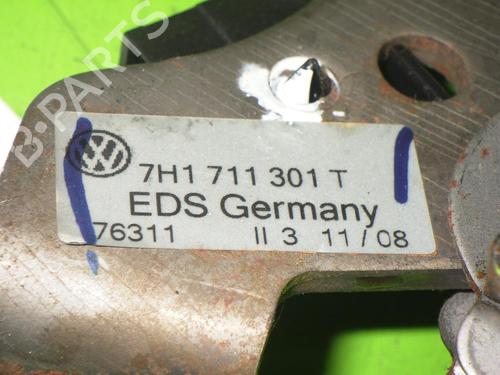 B-PARTS
7H1 711 301 T
EDS Germany
76311 II 3 11/08